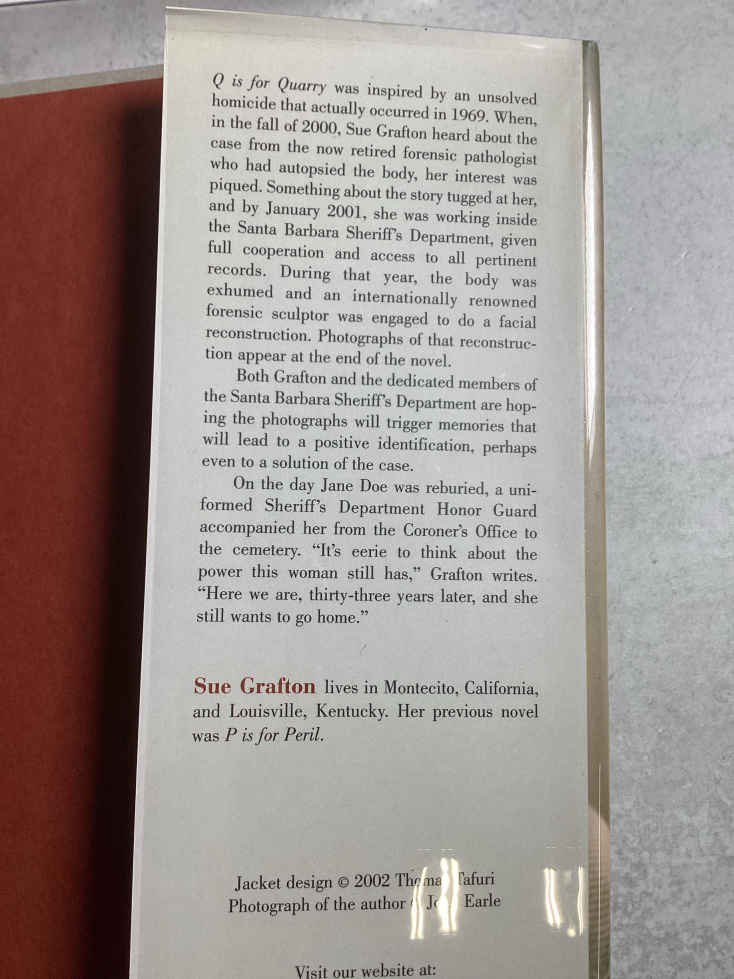 Q is for Quarry was inspired by an unsolved
homicide that actually occurred in 1969. When,
in the fall of 2000, Sue Grafton heard about the
case from the now retired forensic pathologist
who had autopsied the body, her interest was
piqued. Something about the story tugged at her,
and by January 2001, she was working inside
the Santa Barbara Sheriff's Department, given
full cooperation and access to all pertinent
records. During that year, the body was
exhumed and an internationally renowned
forensic sculptor was engaged to do a facial
reconstruction. Photographs of that reconstruc-
tion appear at the end of the novel.
Both Grafton and the dedicated members of
the Santa Barbara Sheriff's Department are hop-
ing the photographs will trigger memories that
will lead to a positive identification, perhaps
even to a solution of the case.
On the day Jane Doe was reburied, a uni-
formed Sheriff's Department Honor Guard
accompanied her from the Coroner's Office to
the cemetery. “It's eerie to think about the
power this woman still has,” Grafton writes.
“Here we are, thirty-three years later, and she
still wants to go home.”
Sue Grafton lives in Montecito, California,
and Louisville, Kentucky. Her previous novel
was P is for Peril.
Jacket design © 2002 Thomas Tafuri
Photograph of the author Earle
Visit our website at: